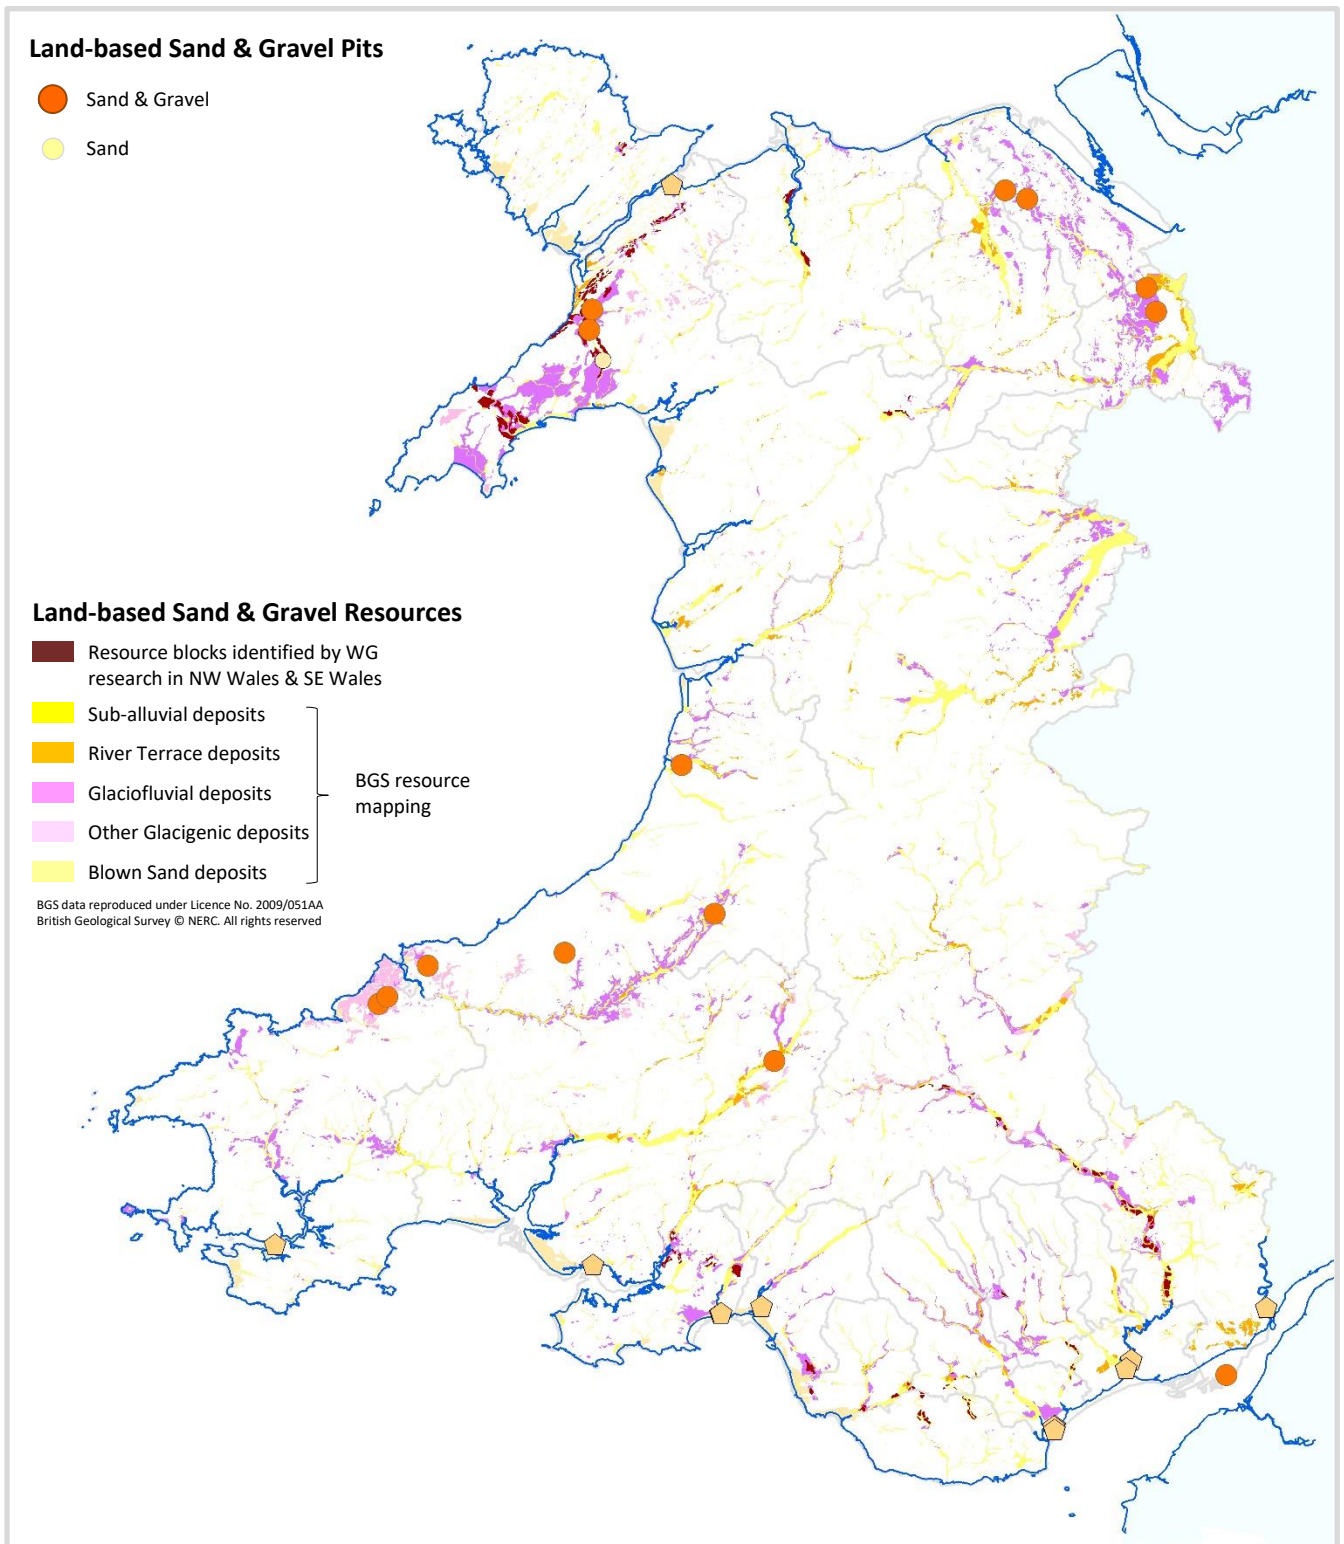 Land-based Sand & Gravel Pits
Sand & Gravel
Sand
Land-based Sand & Gravel Resources
Resource blocks identified by WG
research in NW Wales & SE Wales
Sub-alluvial deposits
River Terrace deposits
Glaciofluvial deposits
Other Glacigenic deposits
Blown Sand deposits
BGS resource
mapping
BGS data reproduced under Licence No. 2009/051AA
British Geological Survey © NERC. All rights reserved